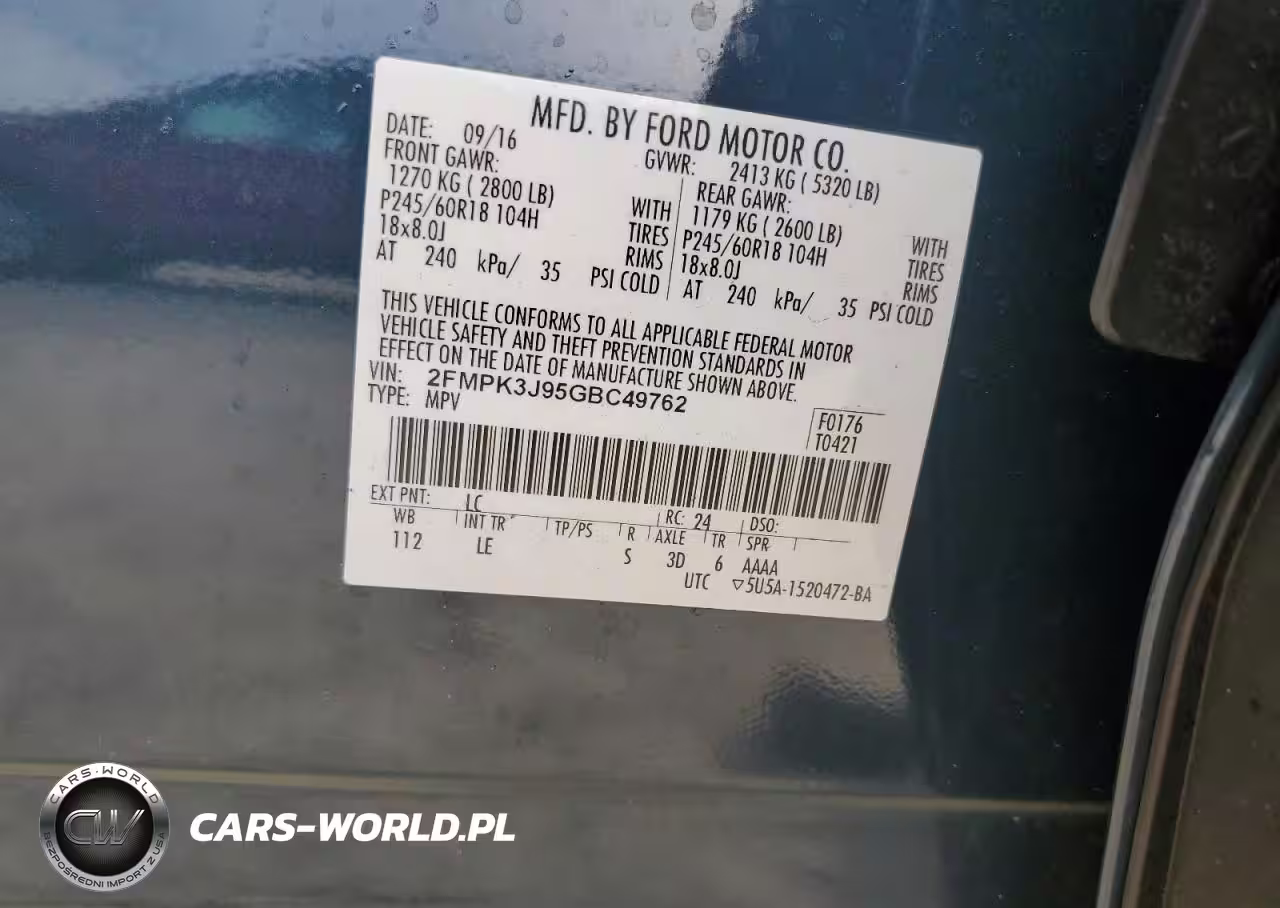 MFD. BY FORD MOTOR CO.
DATE: 09/16 GVWR: 2413 KG ( 5320 LB)
FRONT GAWR: REAR GAWR:
1270 KG ( 2800 LB) WITH 1179 KG ( 2600 LB) WITH
P245/60R18 104H TIRES P245/60R18 104H TIRES
18x8.0J RIMS 18x8.0J RIMS
AT 240 kPa/ 35 PSI COLD AT 240 kPa/ 35 PSI COLD
THIS VEHICLE CONFORMS TO ALL APPLICABLE FEDERAL MOTOR
VEHICLE SAFETY AND THEFT PREVENTION STANDARDS IN
EFFECT ON THE DATE OF MANUFACTURE SHOWN ABOVE.
VIN: 2FMPK3J95GBC49762
TYPE: MPV
F0176
T0421
EXT PNT: LC RC: 24 DSO:
WB INT TR TP/PS R AXLE TR SPR
112 LE S 3D 6 AAAA
UTC ▽5U5A-1520472-BA
CARS-WORLD
CW
BEZPOŚREDNI IMPORT Z USA
CARS-WORLD.PL